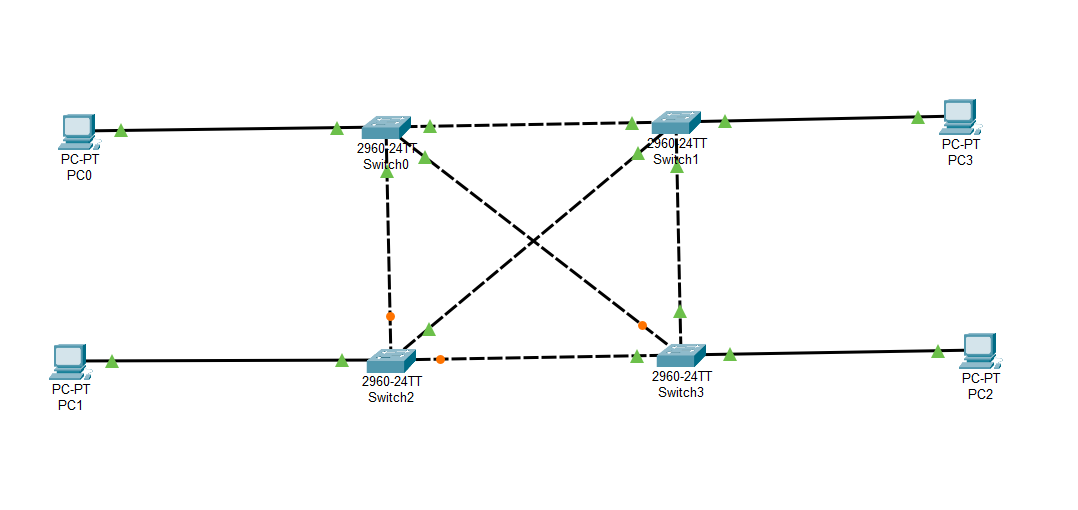 2960-24TT
Switch0
2960-24TT
Switch1
PC-PT
PC0
PC-PT
PC3
2960-24TT
Switch2
2960-24TT
Switch3
PC-PT
PC1
PC-PT
PC2